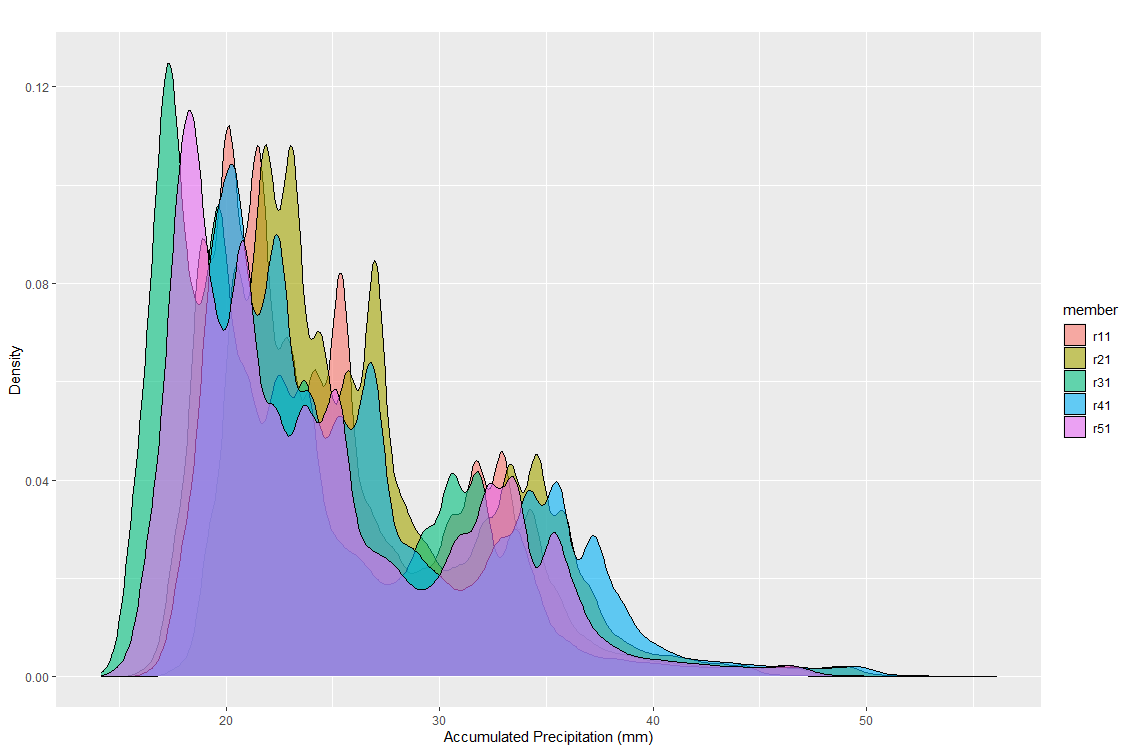 0.12
0.08
0.04
0.00
Density
20 30 40 50
Accumulated Precipitation (mm)
member
r11
r21
r31
r41
r51